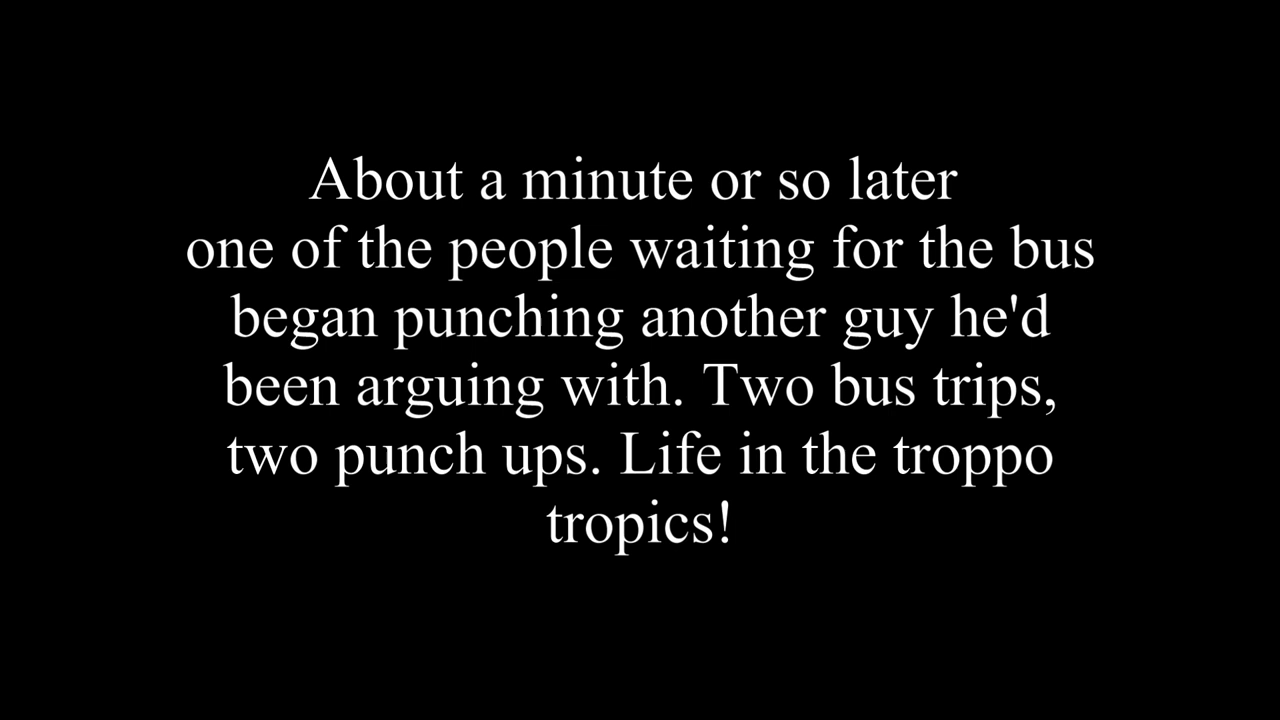 About a minute or so later
one of the people waiting for the bus
began punching another guy he'd
been arguing with. Two bus trips,
two punch ups. Life in the troppo
tropics!